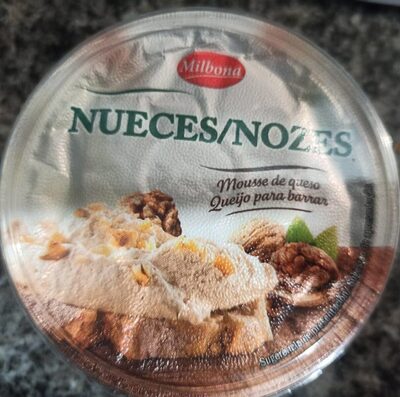 Milbona
NUECES/NOZES
Mousse de queso
Queijo para barrar